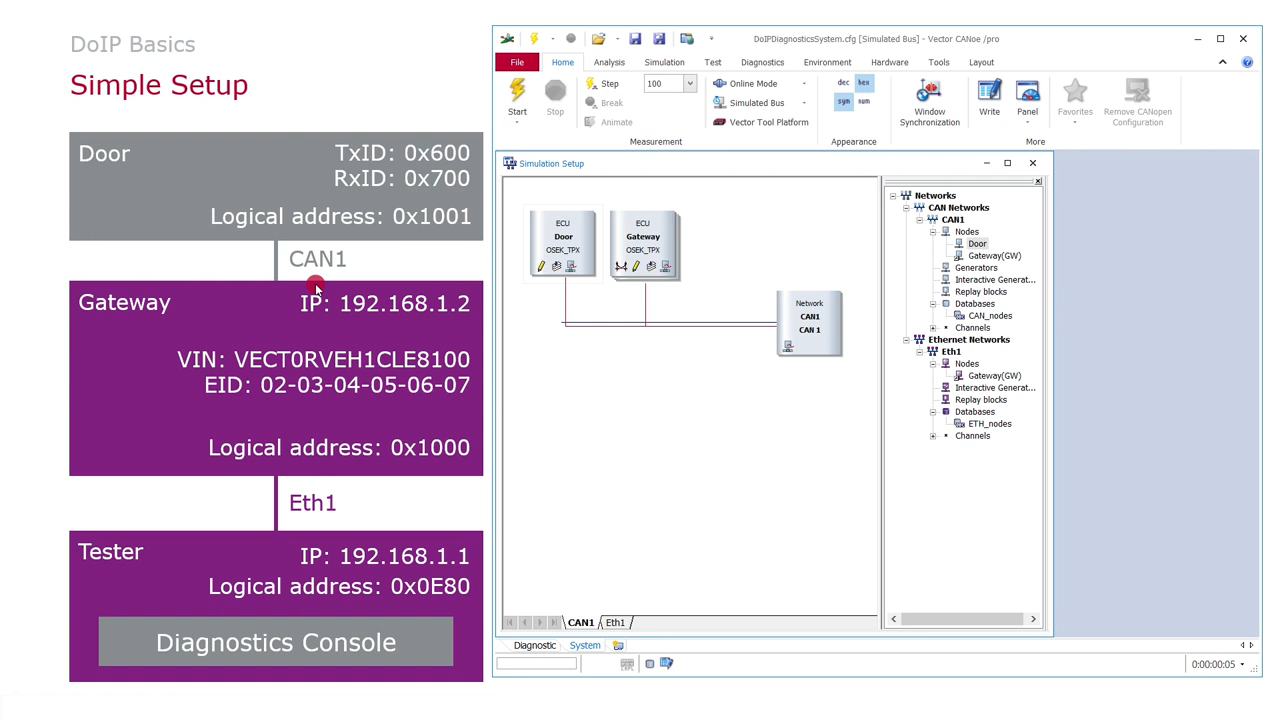 DoIP Basics
Simple Setup
Door
TxID: 0x600
RxID: 0x700
Logical address: 0x1001
CAN1
Gateway
IP: 192.168.1.2
VIN: VECT0RVEH1CLE8100
EID: 02-03-04-05-06-07
Logical address: 0x1000
Eth1
Tester
IP: 192.168.1.1
Logical address: 0x0E80
Diagnostics Console
DoIPDiagnosticsSystem.cfg [Simulated Bus] - Vector CANoe /pro
File Home Analysis Simulation Test Diagnostics Environment Hardware Tools Layout
Start
Stop
Step
100
Break
Animate
Online Mode
Simulated Bus
Vector Tool Platform
dec hex
sym num
Window
Synchronization
Write
Panel
Favorites
Remove CANopen
Configuration
Measurement
Appearance
More
Simulation Setup
ECU
Door
OSEK_TPX
ECU
Gateway
OSEK_TPX
Network
CAN1
CAN 1
Networks
CAN Networks
CAN1
Nodes
Door
Gateway(GW)
Generators
Interactive Generat...
Replay blocks
Databases
CAN_nodes
Channels
Ethernet Networks
Eth1
Nodes
Gateway(GW)
Interactive Generat...
Replay blocks
Databases
ETH_nodes
Channels
CAN1 Eth1
Diagnostic System
0:00:00:05